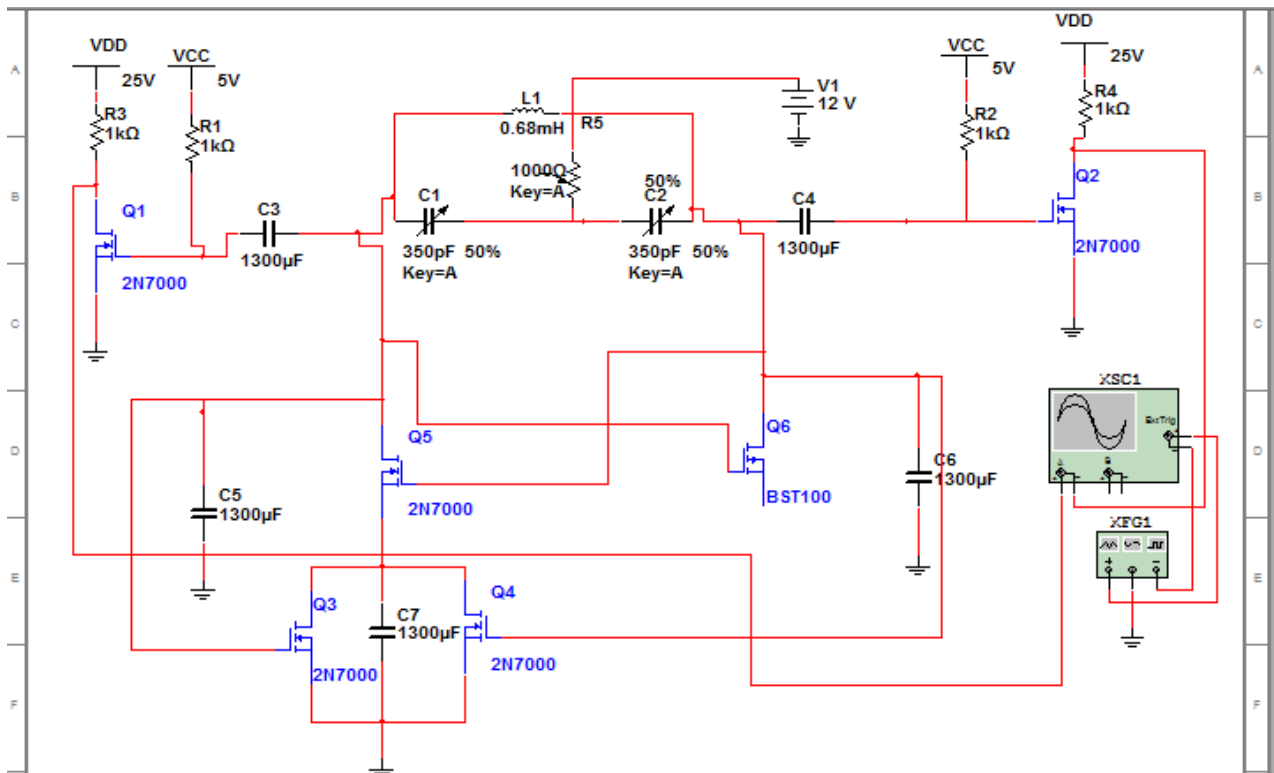 VDD
25V
R3
1kΩ
VCC
5V
R1
1kΩ
L1
0.68mH
R5
1000Ω
Key=A
50%
V1
12 V
VCC
5V
R2
1kΩ
VDD
25V
R4
1kΩ
Q1
2N7000
C3
1300µF
C1
350pF 50%
Key=A
C2
350pF 50%
Key=A
C4
1300µF
Q2
2N7000
Q5
2N7000
Q6
BST100
C5
1300µF
C6
1300µF
XSC1
Ext Trig
A
B
XFG1
Q3
2N7000
C7
1300µF
Q4
2N7000
A
B
C
D
E
F
A
B
C
D
E
F